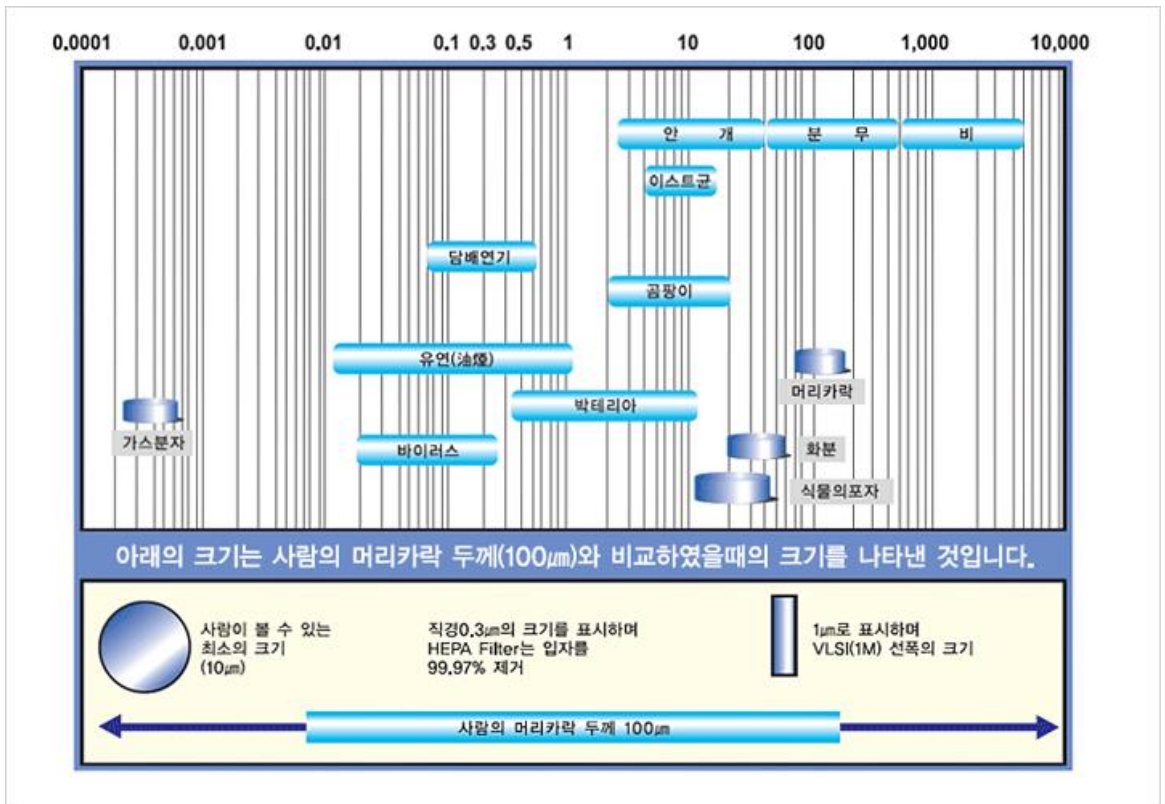 0.0001 0.001 0.01 0.1 0.3 0.5 1 10 100 1,000 10,000
안 개 분 무 비
이스트균
담배연기
곰팡이
유연(油煙)
머리카락
박테리아
가스분자
바이러스
화분
식물의포자
아래의 크기는 사람의 머리카락 두께(100㎛)와 비교하였을때의 크기를 나타낸 것입니다.
사람이 볼 수 있는
최소의 크기
(10㎛)
직경0.3㎛의 크기를 표시하며
HEPA Filter는 입자를
99.97% 제거
1㎛로 표시하며
VLSI(1M) 선폭의 크기
사람의 머리카락 두께 100㎛